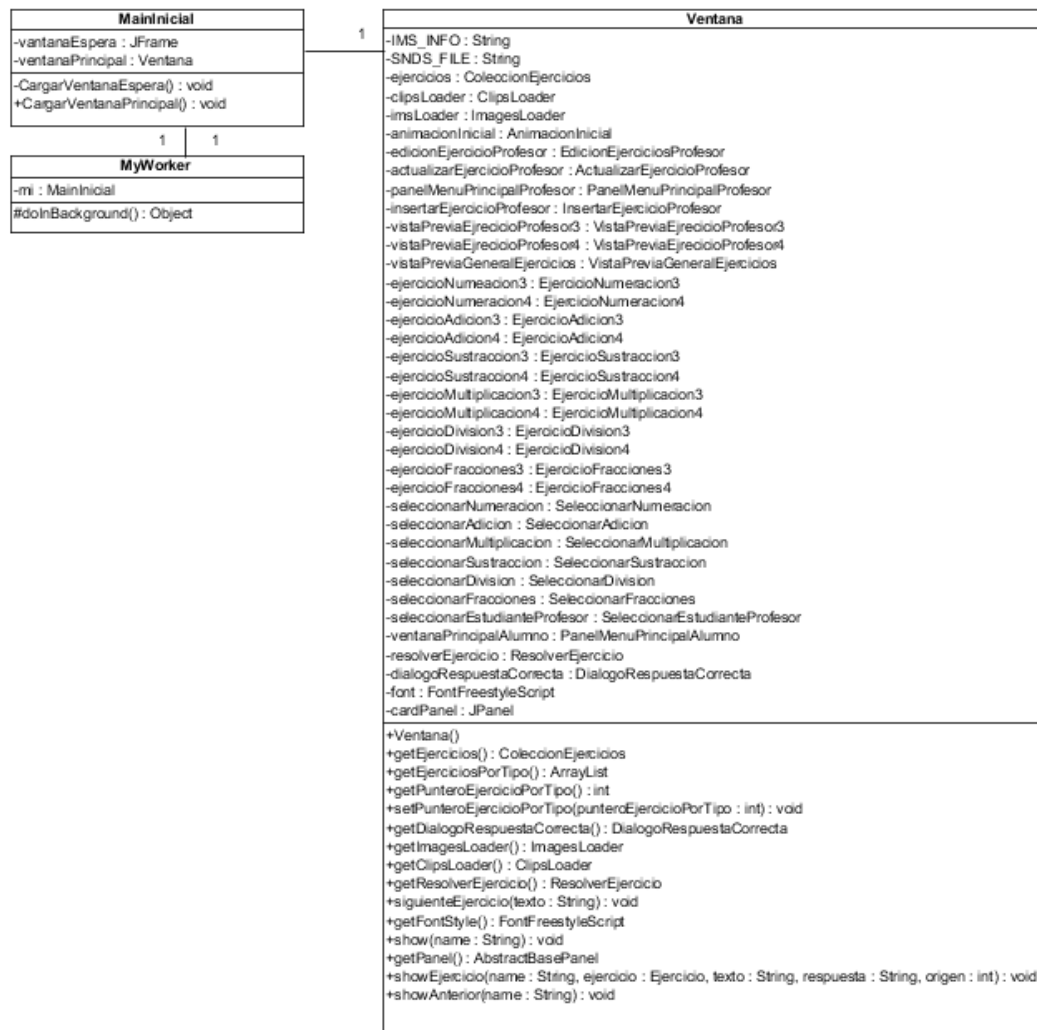 MainInicial
-vantanaEspera : JFrame
-ventanaPrincipal : Ventana
-CargarVentanaEspera() : void
+CargarVentanaPrincipal() : void
1
1 1
MyWorker
-mi : MainInicial
#doInBackground() : Object
Ventana
-IMS_INFO : String
-SNDS_FILE : String
-ejercicios : ColeccionEjercicios
-clipsLoader : ClipsLoader
-imsLoader : ImagesLoader
-animacionInicial : AnimacionInicial
-edicionEjercicioProfesor : EdicionEjerciciosProfesor
-actualizarEjercicioProfesor : ActualizarEjercicioProfesor
-panelMenuPrincipalProfesor : PanelMenuPrincipalProfesor
-insertarEjercicioProfesor : InsertarEjercicioProfesor
-vistaPreviaEjrecicioProfesor3 : VistaPreviaEjrecicioProfesor3
-vistaPreviaEjrecicioProfesor4 : VistaPreviaEjrecicioProfesor4
-vistaPreviaGeneralEjercicios : VistaPreviaGeneralEjercicios
-ejercicioNumeacion3 : EjercicioNumeracion3
-ejercicioNumeracion4 : EjercicioNumeracion4
-ejercicioAdicion3 : EjercicioAdicion3
-ejercicioAdicion4 : EjercicioAdicion4
-ejercicioSustraccion3 : EjercicioSustraccion3
-ejercicioSustraccion4 : EjercicioSustraccion4
-ejercicioMultiplicacion3 : EjercicioMultiplicacion3
-ejercicioMultiplicacion4 : EjercicioMultiplicacion4
-ejercicioDivision3 : EjercicioDivision3
-ejercicioDivision4 : EjercicioDivision4
-ejercicioFracciones3 : EjercicioFracciones3
-ejercicioFracciones4 : EjercicioFracciones4
-seleccionarNumeracion : SeleccionarNumeracion
-seleccionarAdicion : SeleccionarAdicion
-seleccionarMultiplicacion : SeleccionarMultiplicacion
-seleccionarSustraccion : SeleccionarSustraccion
-seleccionarDivision : SeleccionarDivision
-seleccionarFracciones : SeleccionarFracciones
-seleccionarEstudianteProfesor : SeleccionarEstudianteProfesor
-ventanaPrincipalAlumno : PanelMenuPrincipalAlumno
-resolverEjercicio : ResolverEjercicio
-dialogoRespuestaCorrecta : DialogoRespuestaCorrecta
-font : FontFreestyleScript
-cardPanel : JPanel
+Ventana()
+getEjercicios() : ColeccionEjercicios
+getEjerciciosPorTipo() : ArrayList
+getPunteroEjercicioPorTipo() : int
+setPunteroEjercicioPorTipo(punteroEjercicioPorTipo : int) : void
+getDialogoRespuestaCorrecta() : DialogoRespuestaCorrecta
+getImagesLoader() : ImagesLoader
+getClipsLoader() : ClipsLoader
+getResolverEjercicio() : ResolverEjercicio
+siguienteEjercicio(texto : String) : void
+getFontStyle() : FontFreestyleScript
+show(name : String) : void
+getPanel() : AbstractBasePanel
+showEjercicio(name : String, ejercicio : Ejercicio, texto : String, respuesta : String, origen : int) : void
+showAnterior(name : String) : void